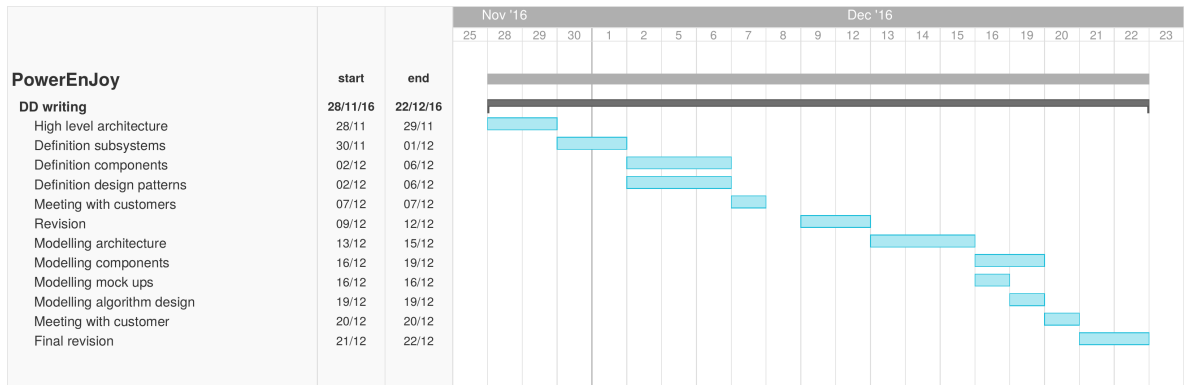 Nov '16 Dec '16
25 28 29 30 1 2 5 6 7 8 9 12 13 14 15 16 19 20 21 22 23
PowerEnJoy start end
DD writing 28/11/16 22/12/16
High level architecture 28/11 29/11
Definition subsystems 30/11 01/12
Definition components 02/12 06/12
Definition design patterns 02/12 06/12
Meeting with customers 07/12 07/12
Revision 09/12 12/12
Modelling architecture 13/12 15/12
Modelling components 16/12 19/12
Modelling mock ups 16/12 16/12
Modelling algorithm design 19/12 19/12
Meeting with customer 20/12 20/12
Final revision 21/12 22/12